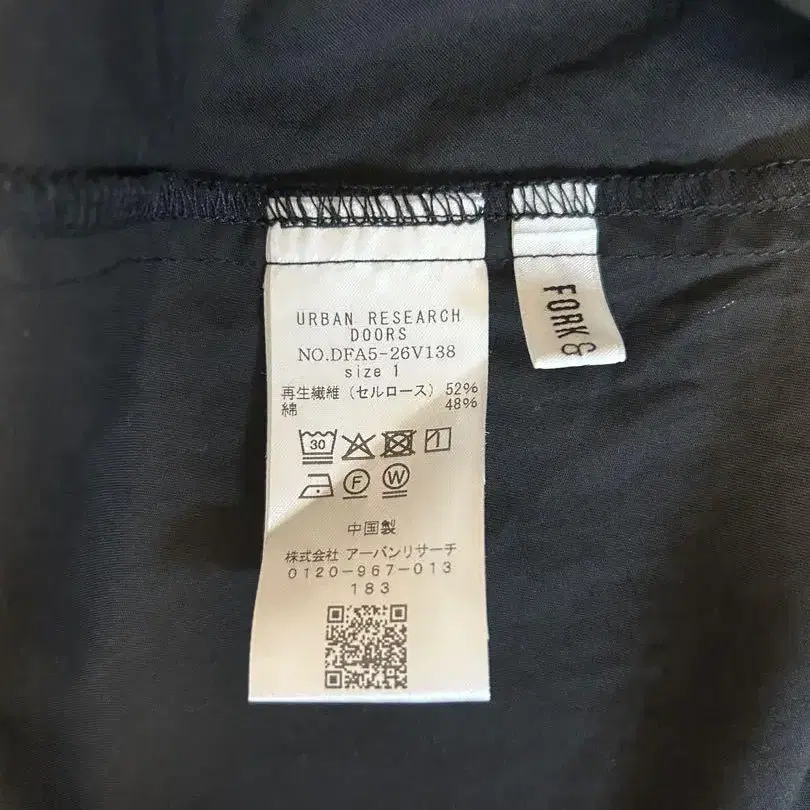 URBAN RESEARCH
DOORS
NO.DFA5-26V138
size 1
再生繊維（セルロース） 52%
綿 48%
30
F W
中国製
株式会社 アーバンリサーチ
0120-967-013
183
FORK &